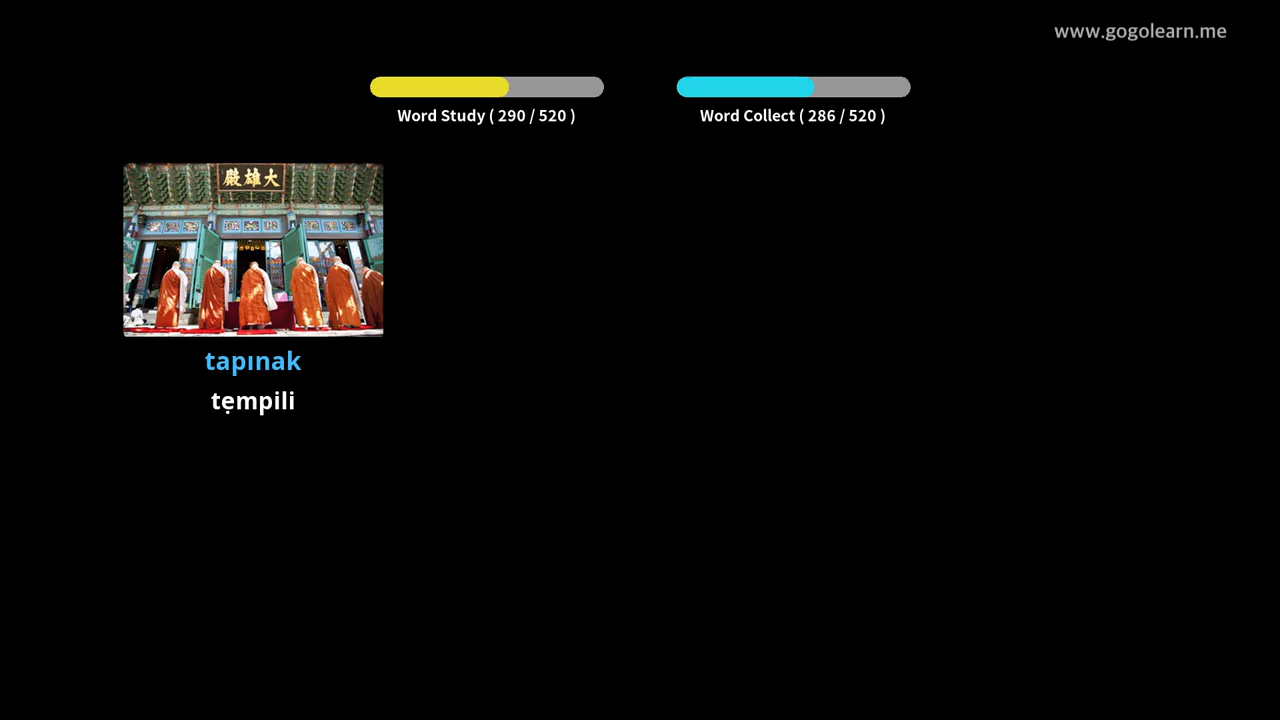 www.gogolearn.me
Word Study ( 290 / 520 )
Word Collect ( 286 / 520 )
殿雄大
tapınak
tẹmpili